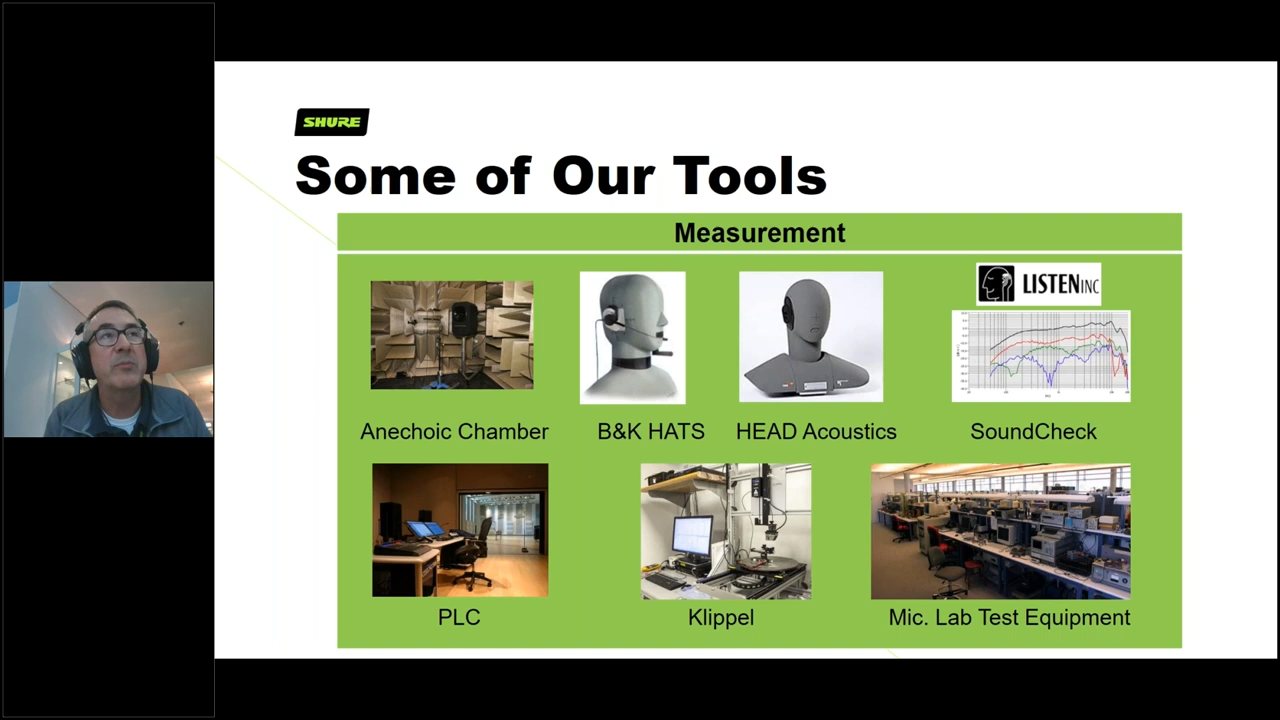 SHURE
Some of Our Tools
Measurement
LISTEN INC
Anechoic Chamber
B&K HATS
HEAD Acoustics
SoundCheck
PLC
Klippel
Mic. Lab Test Equipment